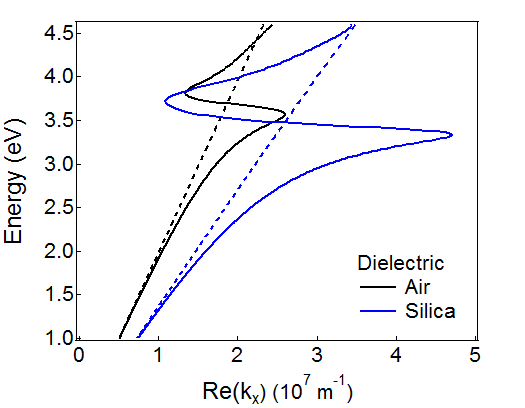 4.5
4.0
3.5
3.0
2.5
2.0
1.5
1.0
Energy (eV)
Dielectric
Air
Silica
0 1 2 3 4 5
Re(kₓ) (10⁷ m⁻¹)